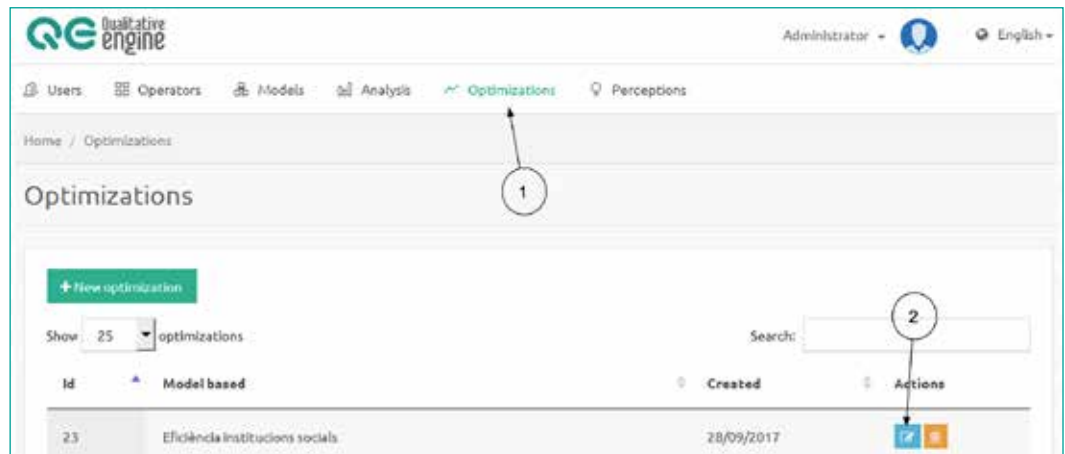 QE Qualitative engine
Administrator
English
Users Operators Models Analysis Optimizations Perceptions
Home / Optimizations
Optimizations
1
+ New optimization
2
Show 25 optimizations Search:
Id Model based Created Actions
23 Eficiència institucions socials 28/09/2017